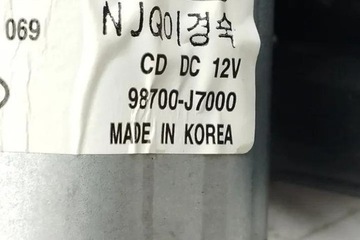 069
NJQ이경숙
CD DC 12V
98700-J7000
MADE IN KOREA